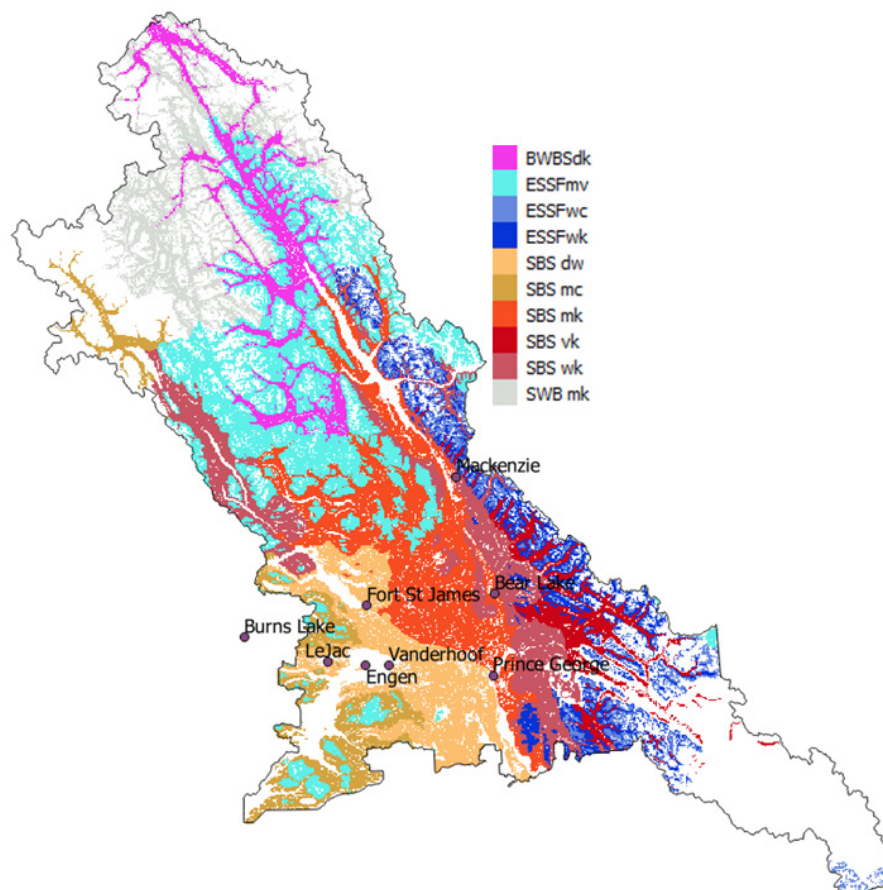 BWBSdk
ESSFmv
ESSFwc
ESSFwk
SBS dw
SBS mc
SBS mk
SBS vk
SBS wk
SWB mk
Mackenzie
Bear Lake
Fort St James
Burns Lake
LeJac
Vanderhoof
Engen
Prince George